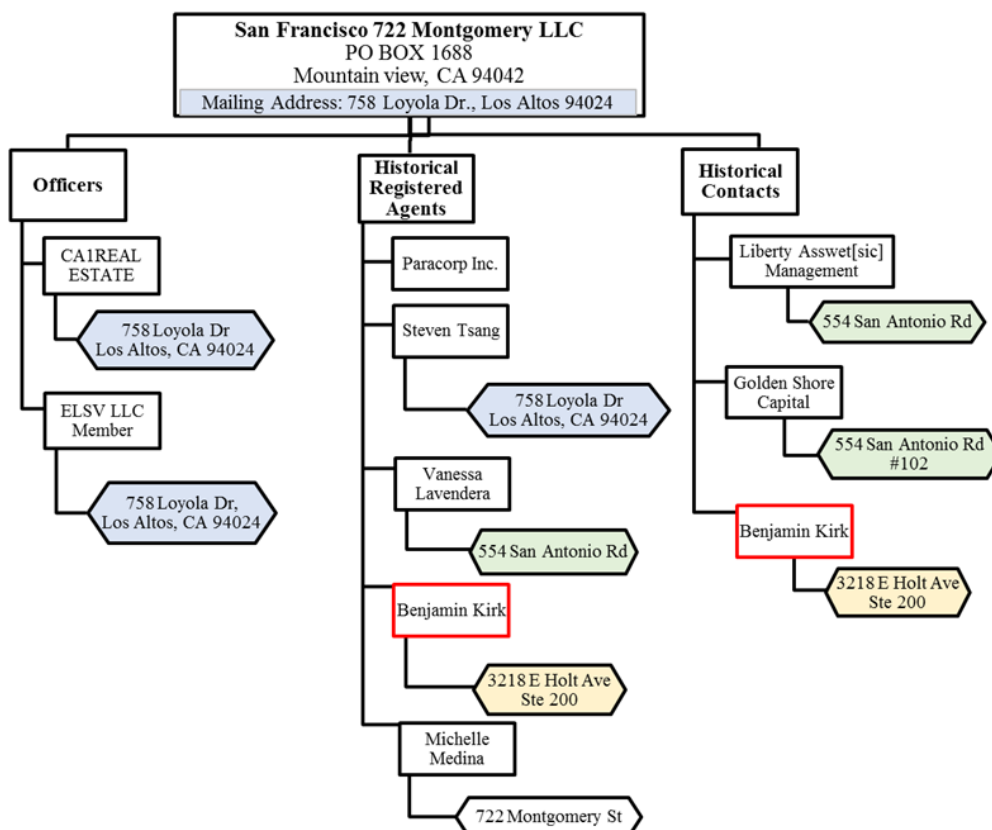 San Francisco 722 Montgomery LLC
PO BOX 1688
Mountain view, CA 94042
Mailing Address: 758 Loyola Dr., Los Altos 94024
Officers
CA1REAL
ESTATE
758 Loyola Dr
Los Altos, CA 94024
ELSV LLC
Member
758 Loyola Dr,
Los Altos, CA 94024
Historical
Registered
Agents
Paracorp Inc.
Steven Tsang
758 Loyola Dr
Los Altos, CA 94024
Vanessa
Lavendera
554 San Antonio Rd
Benjamin Kirk
3218 E Holt Ave
Ste 200
Michelle
Medina
722 Montgomery St
Historical
Contacts
Liberty Asswet[sic]
Management
554 San Antonio Rd
Golden Shore
Capital
554 San Antonio Rd
#102
Benjamin Kirk
3218 E Holt Ave
Ste 200